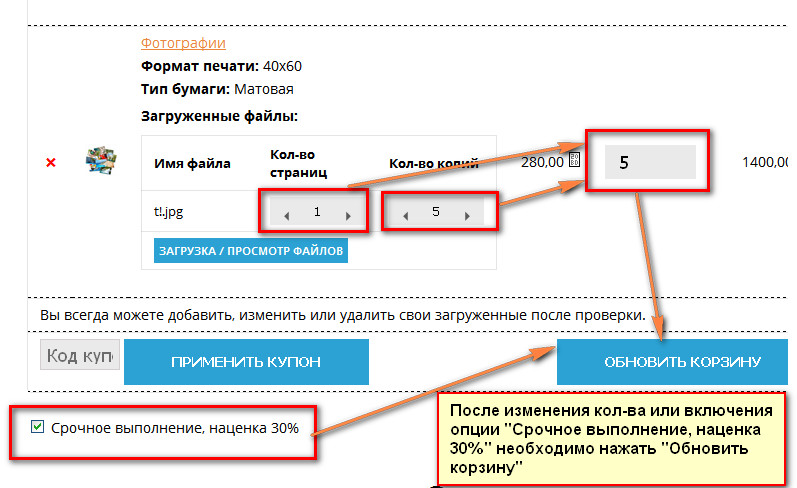 Фотографии
Формат печати: 40x60
Тип бумаги: Матовая
Загруженные файлы:
Имя файла
Кол-во страниц
Кол-во копий
280,00
5
1400,00
t!.jpg
1
5
ЗАГРУЗКА / ПРОСМОТР ФАЙЛОВ
Вы всегда можете добавить, изменить или удалить свои загруженные после проверки.
Код купо
ПРИМЕНИТЬ КУПОН
ОБНОВИТЬ КОРЗИНУ
Срочное выполнение, наценка 30%
После изменения кол-ва или включения
опции "Срочное выполнение, наценка
30%" необходимо нажать "Обновить
корзину"